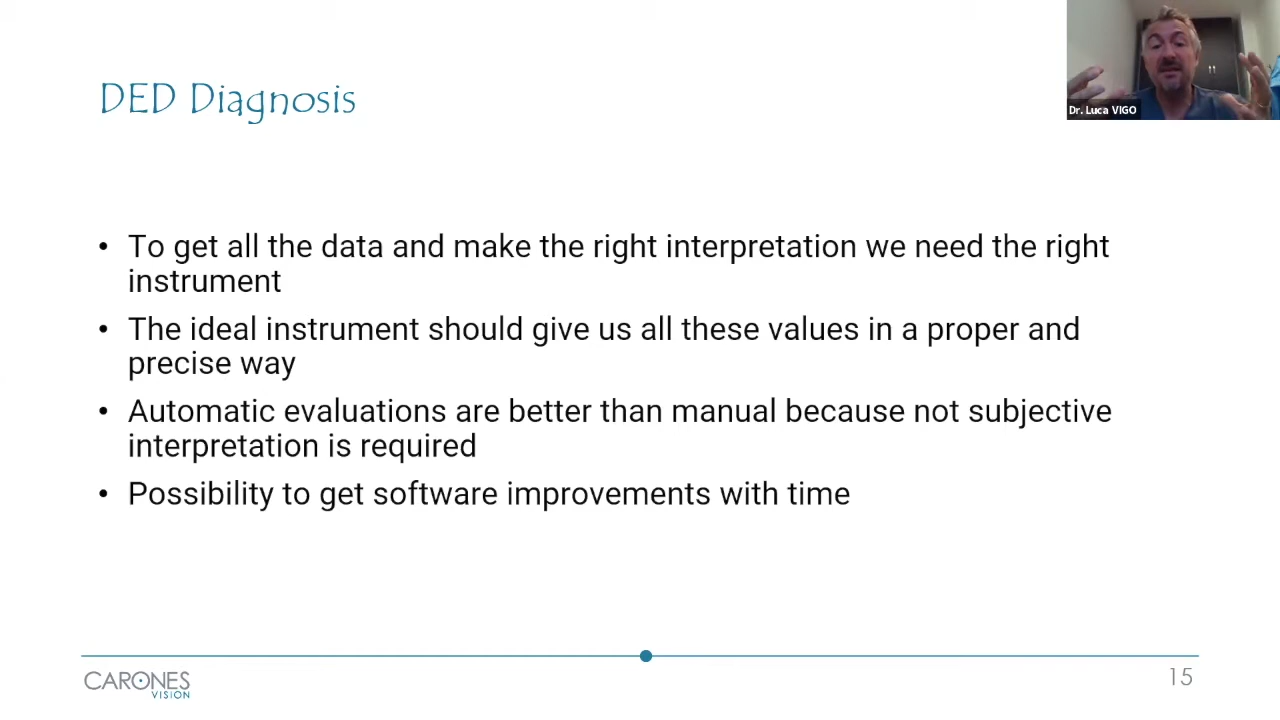 DED Diagnosis
Dr. Luca VIGO
• To get all the data and make the right interpretation we need the right
instrument
• The ideal instrument should give us all these values in a proper and
precise way
• Automatic evaluations are better than manual because not subjective
interpretation is required
• Possibility to get software improvements with time
CARONES
VISION
15